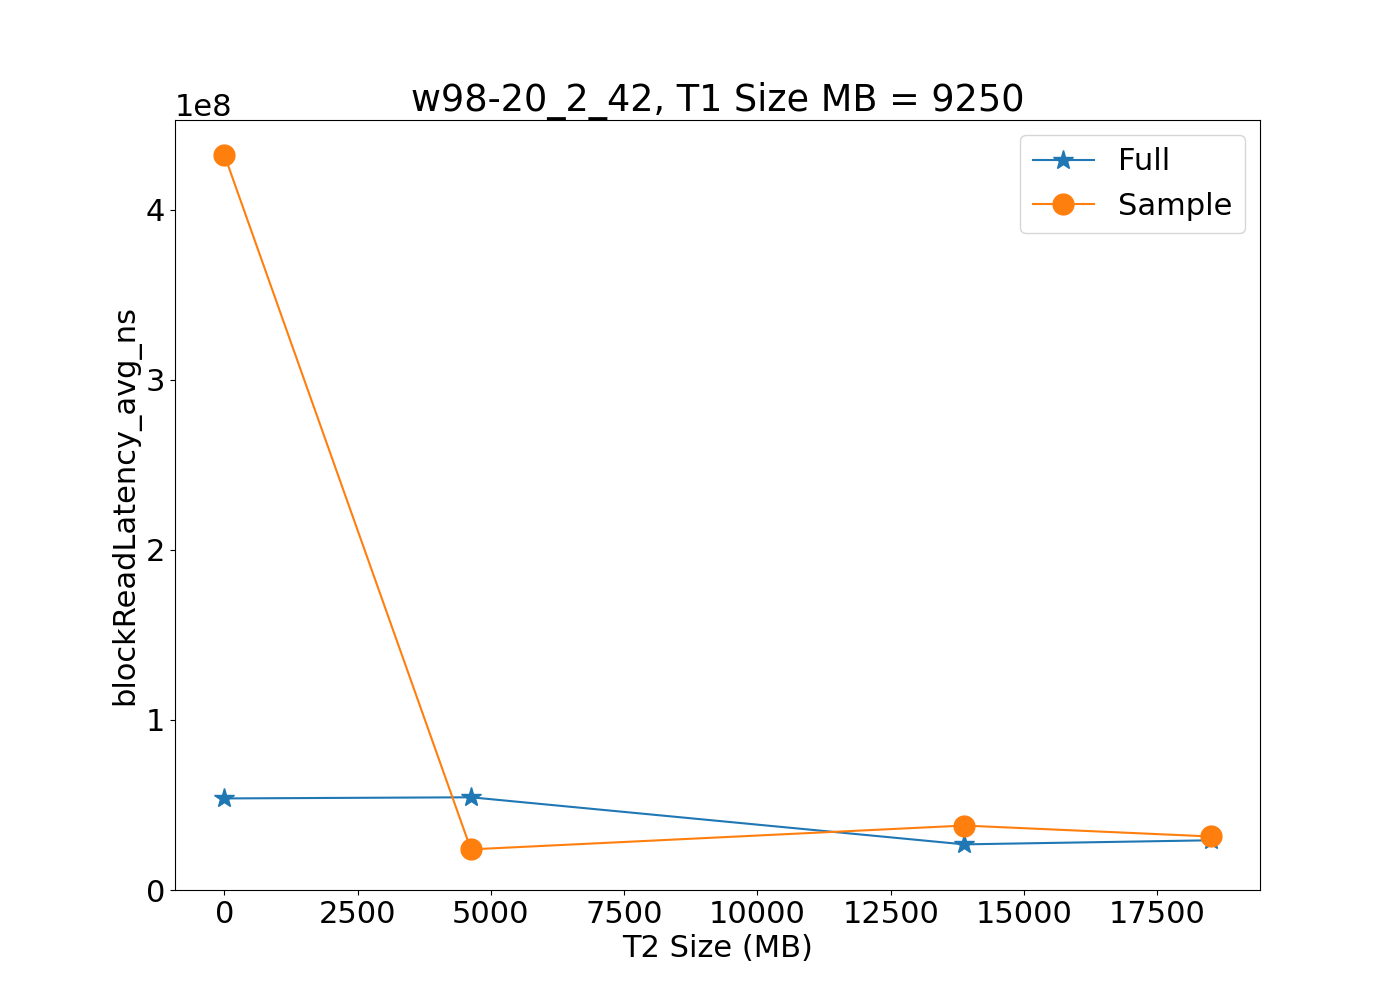 w98-20_2_42, T1 Size MB = 9250
1e8
Full
Sample
blockReadLatency_avg_ns
4
3
2
1
0
0 2500 5000 7500 10000 12500 15000 17500
T2 Size (MB)